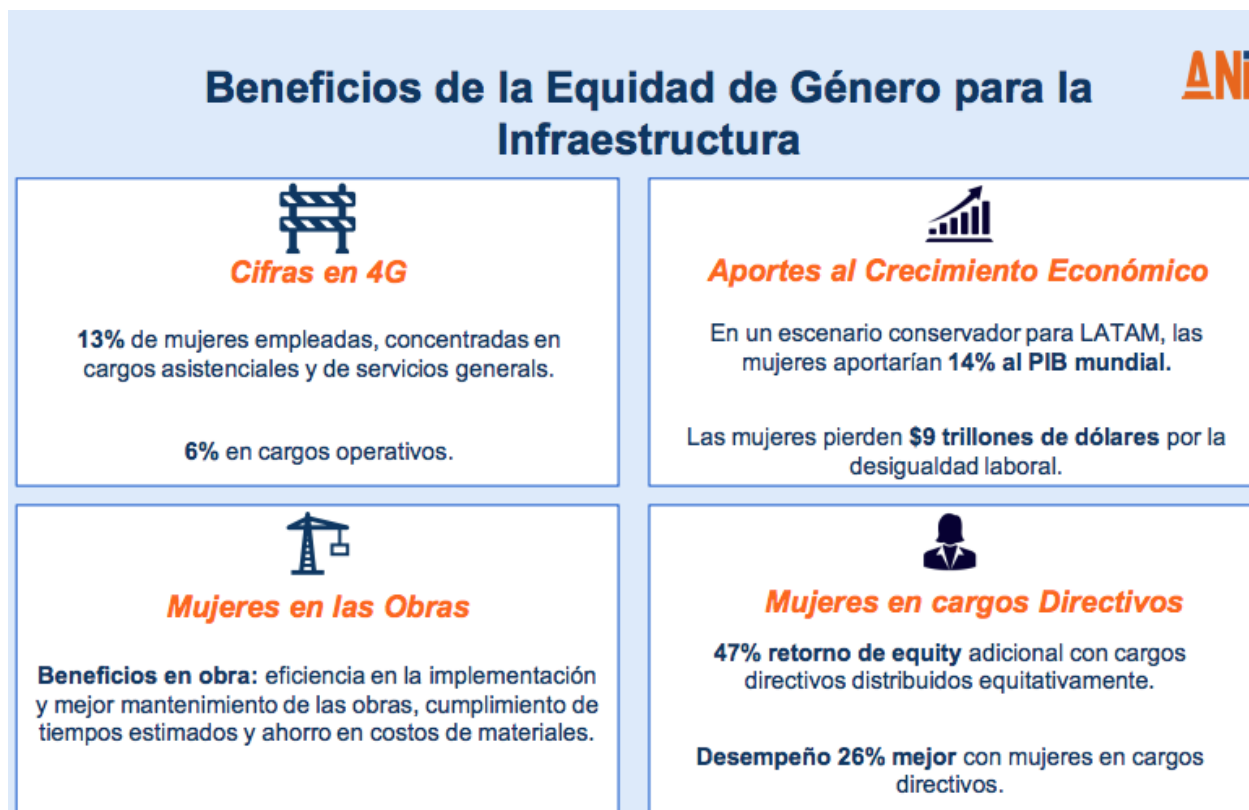 Beneficios de la Equidad de Género para la
Infraestructura
ANi
Cifras en 4G
13% de mujeres empleadas, concentradas en
cargos asistenciales y de servicios generals.
6% en cargos operativos.
Aportes al Crecimiento Económico
En un escenario conservador para LATAM, las
mujeres aportarían 14% al PIB mundial.
Las mujeres pierden $9 trillones de dólares por la
desigualdad laboral.
Mujeres en las Obras
Beneficios en obra: eficiencia en la implementación
y mejor mantenimiento de las obras, cumplimiento de
tiempos estimados y ahorro en costos de materiales.
Mujeres en cargos Directivos
47% retorno de equity adicional con cargos
directivos distribuidos equitativamente.
Desempeño 26% mejor con mujeres en cargos
directivos.